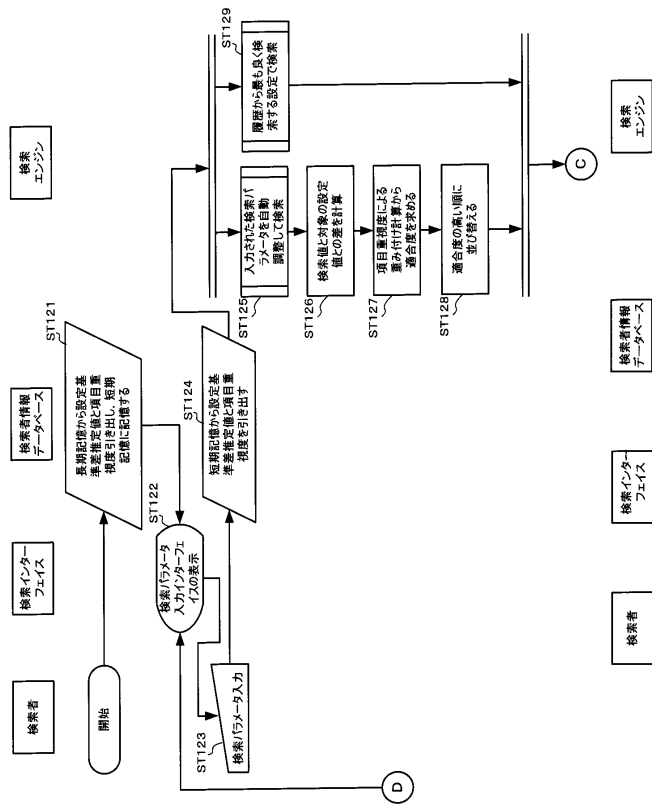 検索者
検索インター
フェイス
検索者情報
データベース
検索
エンジン
開始
ST121
長期記憶から設定基
準差推定値と項目重
視度引き出し、短期
記憶に記憶する
ST122
検索パラメータ
入力インターフェ
イスの表示
ST123
検索パラメータ入力
ST124
短期記憶から設定基
準差推定値と項目重
視度を引き出す
ST125
入力された検索パ
ラメータを自動
調整して検索
ST129
履歴から最も良く検
索する設定で検索
ST126
検索値と対象の設定
値との差を計算
ST127
項目重視度による
重み付け計算から
適合度を求める
ST128
適合度の高い順に
並び替える
D
C
検索者
検索インター
フェイス
検索者情報
データベース
検索
エンジン